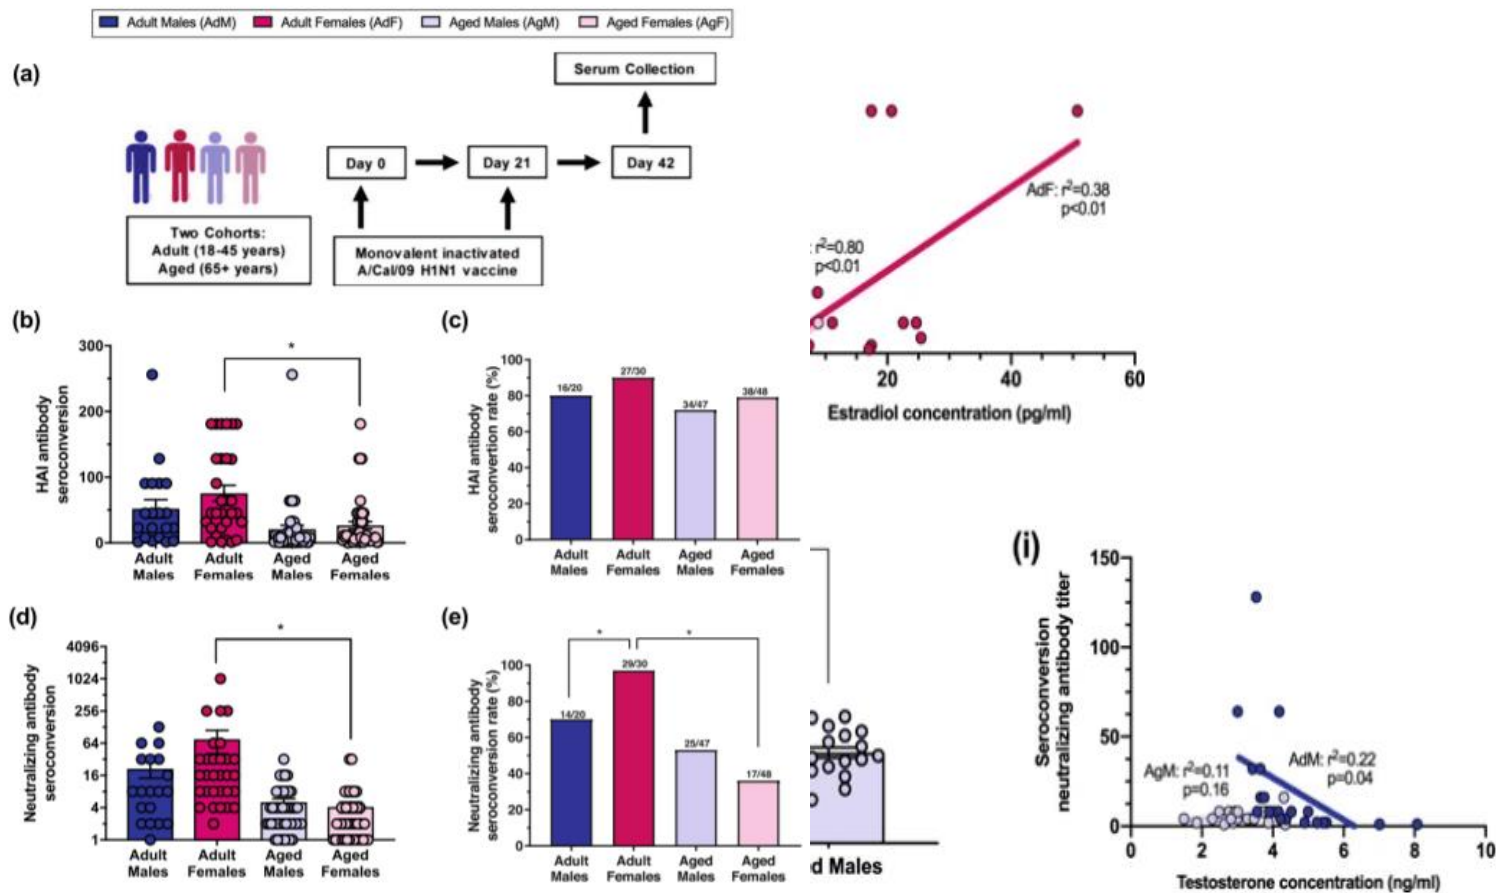 Adult Males (AdM) Adult Females (AdF) Aged Males (AgM) Aged Females (AgF)
(a)
Serum Collection
Day 0
Day 21
Day 42
Two Cohorts:
Adult (18-45 years)
Aged (65+ years)
Monovalent inactivated
A/Cal/09 H1N1 vaccine
AdF: r²=0.38
p<0.01
: r²=0.80
p<0.01
20 40 60
Estradiol concentration (pg/ml)
(b)
HAI antibody
seroconversion
300
200
100
0
*
Adult Males
Adult Females
Aged Males
Aged Females
(c)
HAI antibody
seroconvertion rate (%)
100
80
60
40
20
0
16/20
27/30
34/47
38/48
Adult Males
Adult Females
Aged Males
Aged Females
(d)
Neutralizing antibody
seroconversion
4096
1024
256
64
16
4
1
*
Adult Males
Adult Females
Aged Males
Aged Females
(e)
Neutralizing antibody
seroconversion rate (%)
100
80
60
40
20
0
*
*
14/20
29/30
25/47
17/48
Adult Males
Adult Females
Aged Males
Aged Females
d Males
(i)
Seroconversion
neutralizing antibody titer
150
100
50
0
AgM: r²=0.11
p=0.16
AdM: r²=0.22
p=0.04
0 2 4 6 8 10
Testosterone concentration (ng/ml)